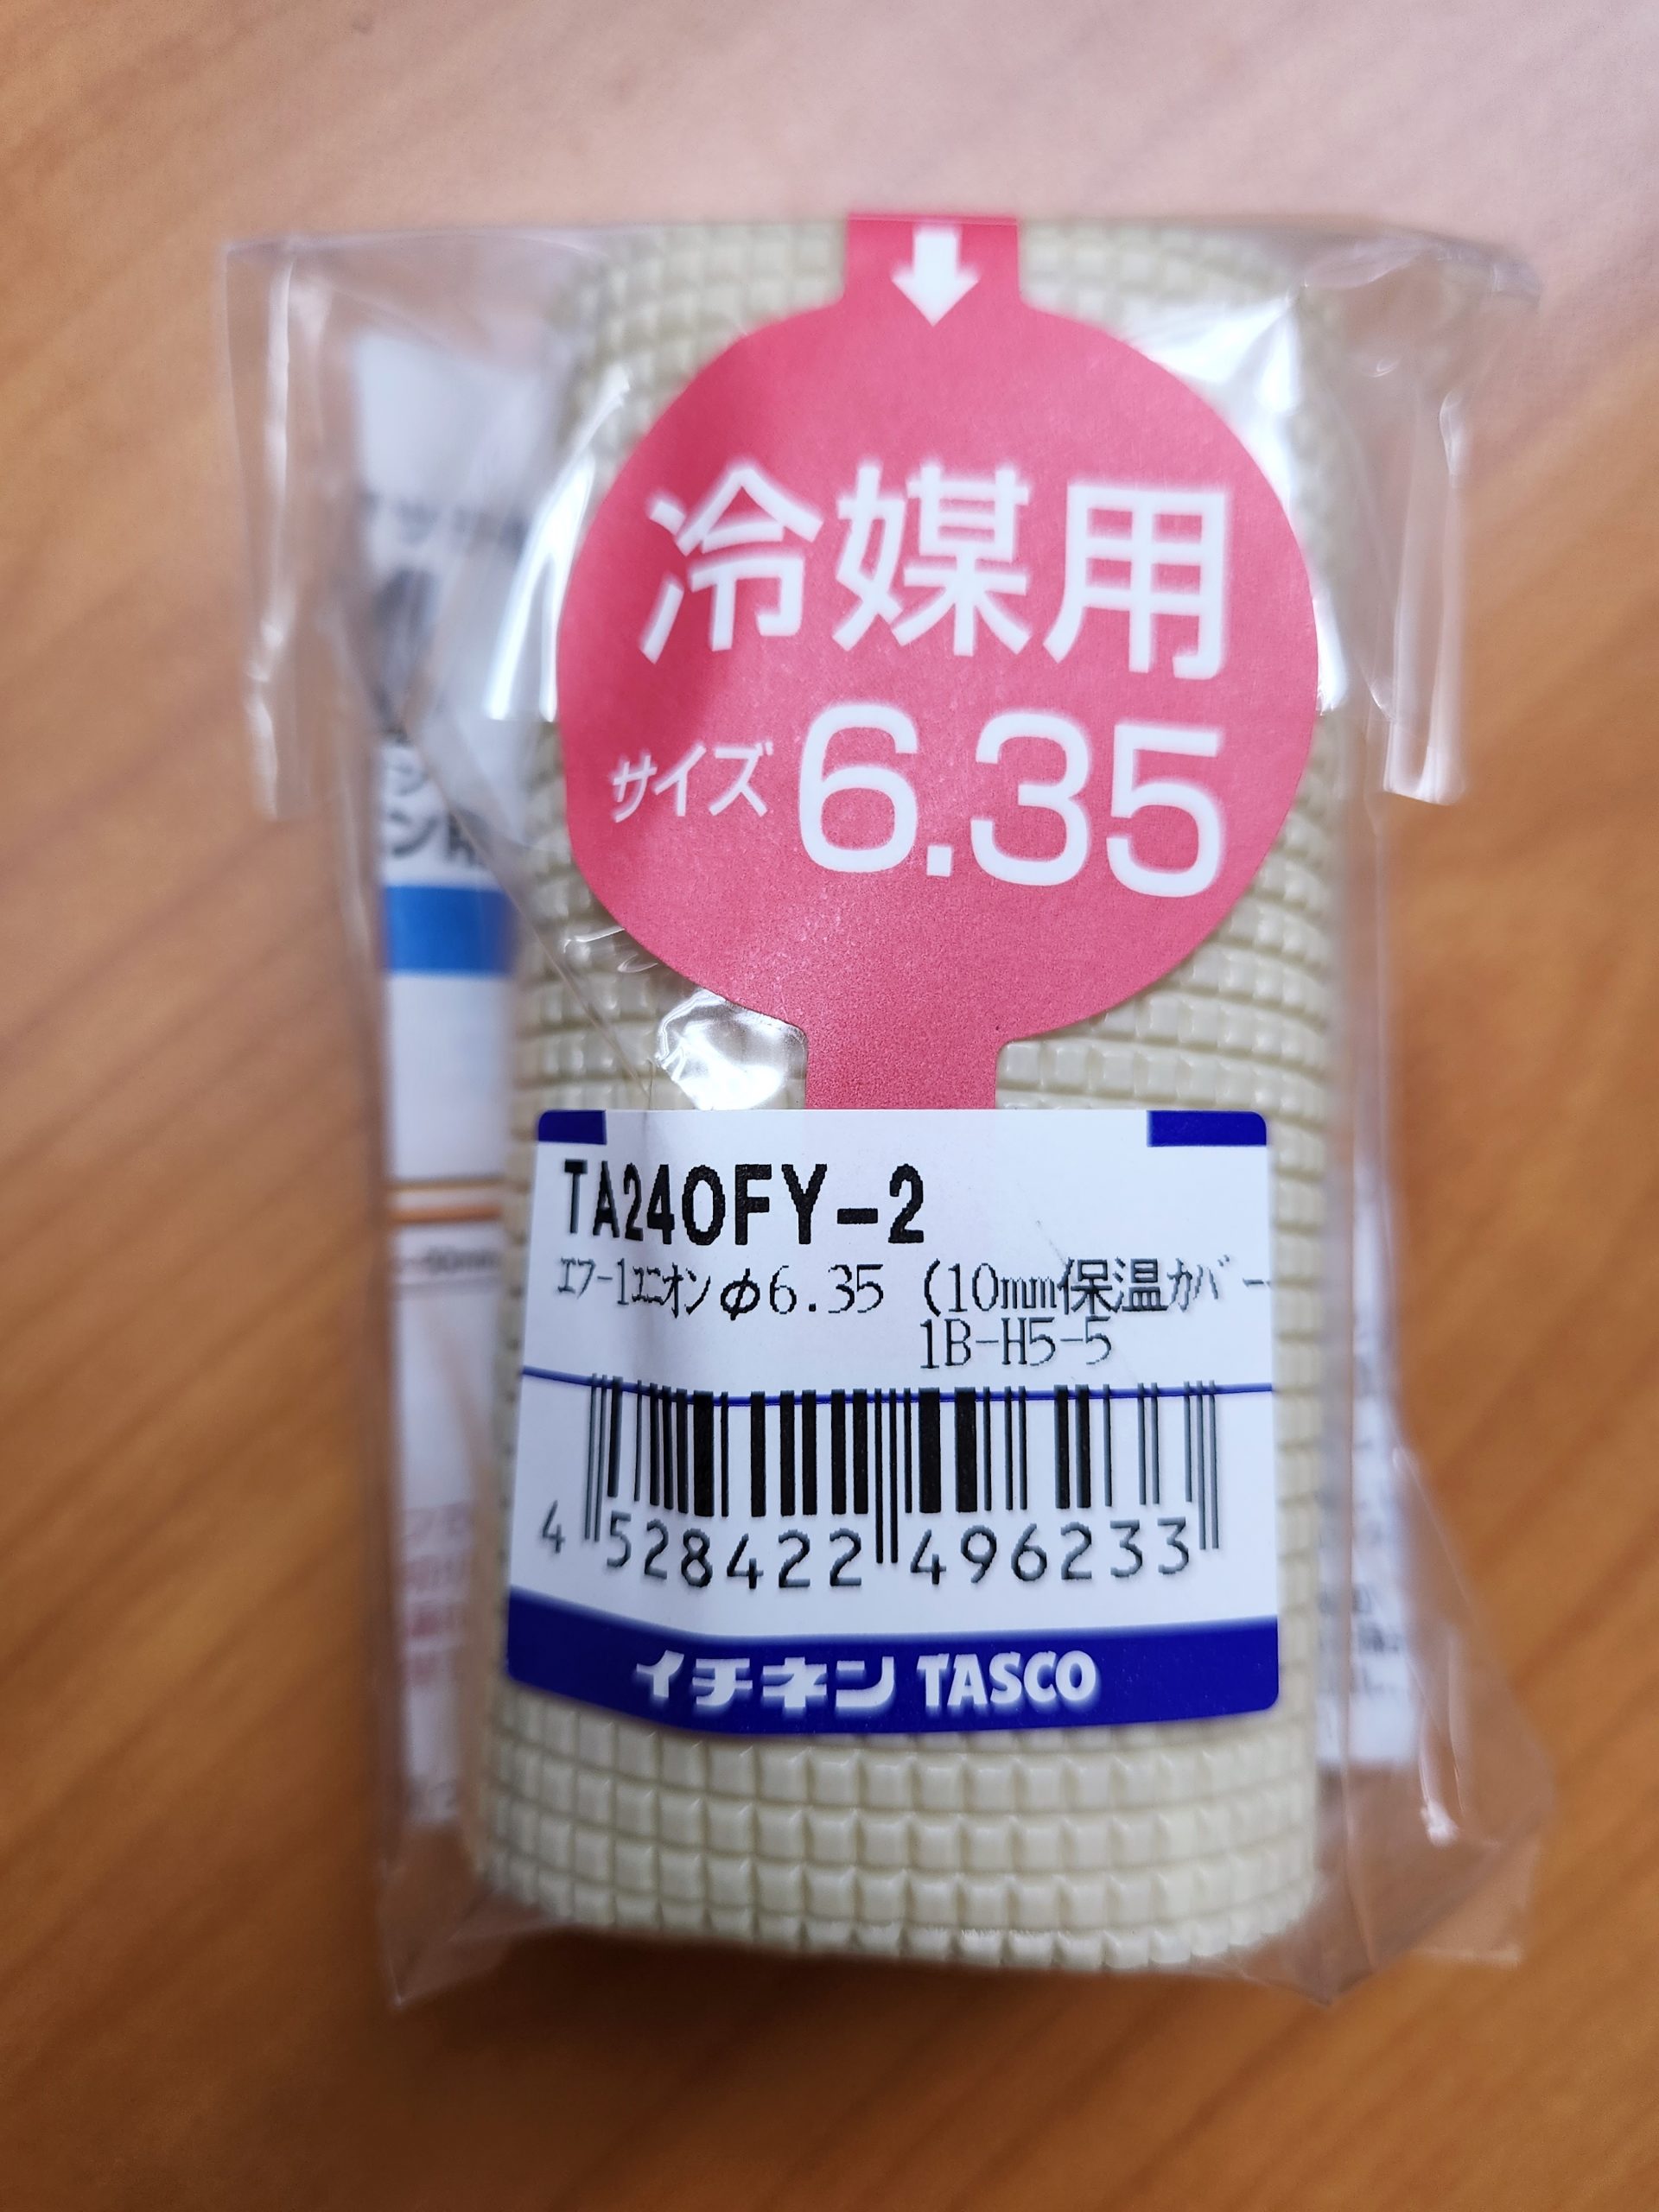 冷媒用
サイズ 6.35
TA240FY-2
ｴﾌｰ1ﾕﾆｵﾝ φ6.35 (10mm保温ｶﾊﾞｰ
1B-H5-5
4 528422 496233
イチネン TASCO